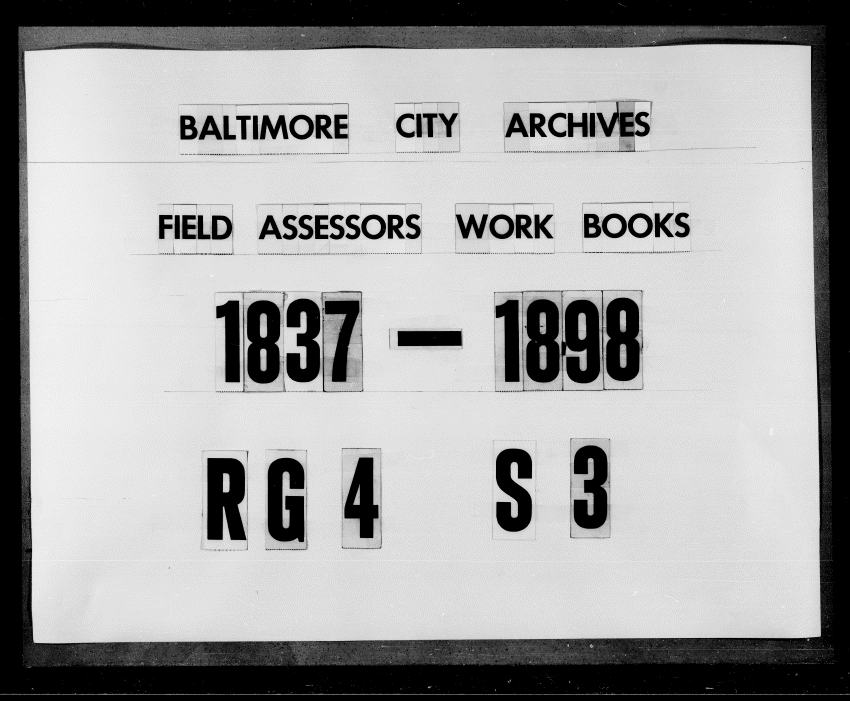 BALTIMORE CITY ARCHIVES
FIELD ASSESSORS WORK BOOKS
1837 — 1898
RG 4 S 3